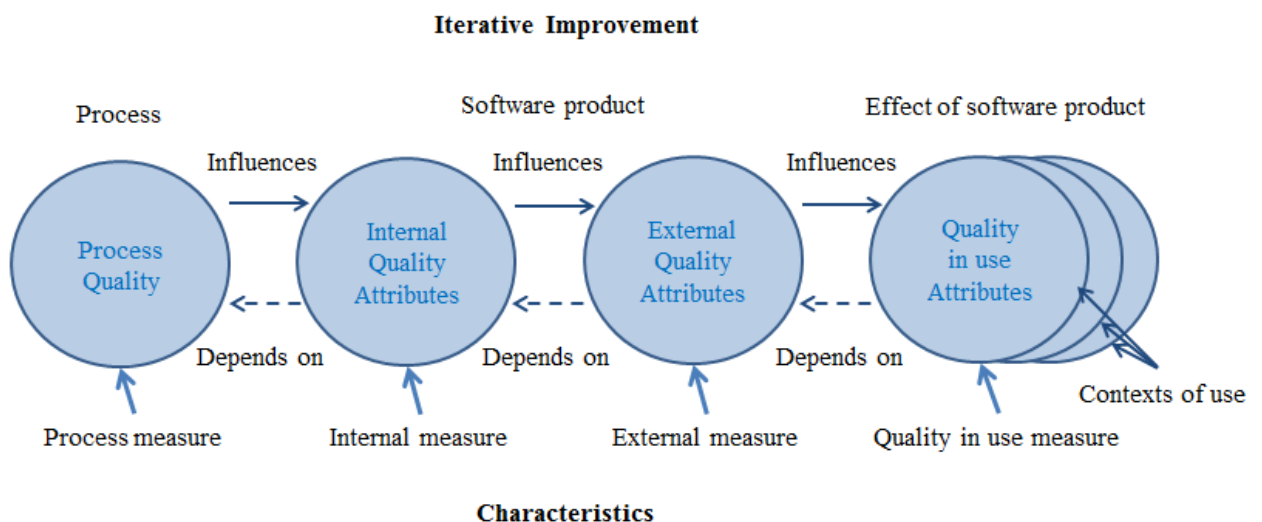 Iterative Improvement
Process
Software product
Effect of software product
Influences
Influences
Influences
Process
Quality
Internal
Quality
Attributes
External
Quality
Attributes
Quality
in use
Attributes
Depends on
Depends on
Depends on
Contexts of use
Process measure
Internal measure
External measure
Quality in use measure
Characteristics